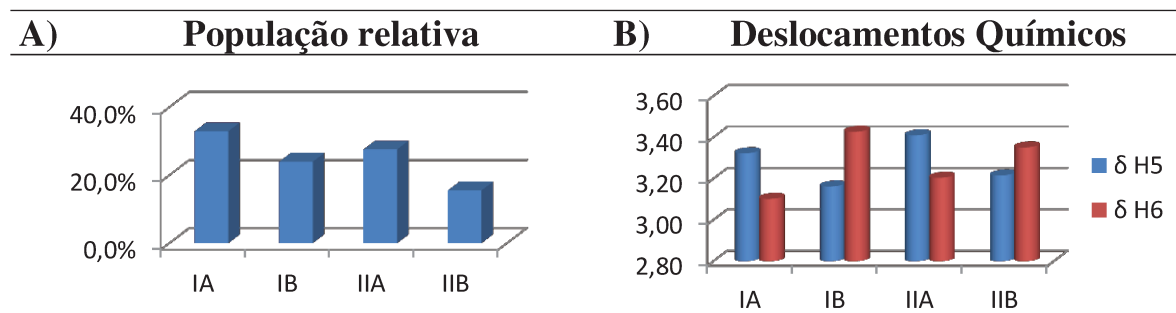 A) População relativa
B) Deslocamentos Químicos
40,0%
20,0%
0,0%
IA IB IIA IIB
3,60
3,40
3,20
3,00
2,80
IA IB IIA IIB
δ H5
δ H6